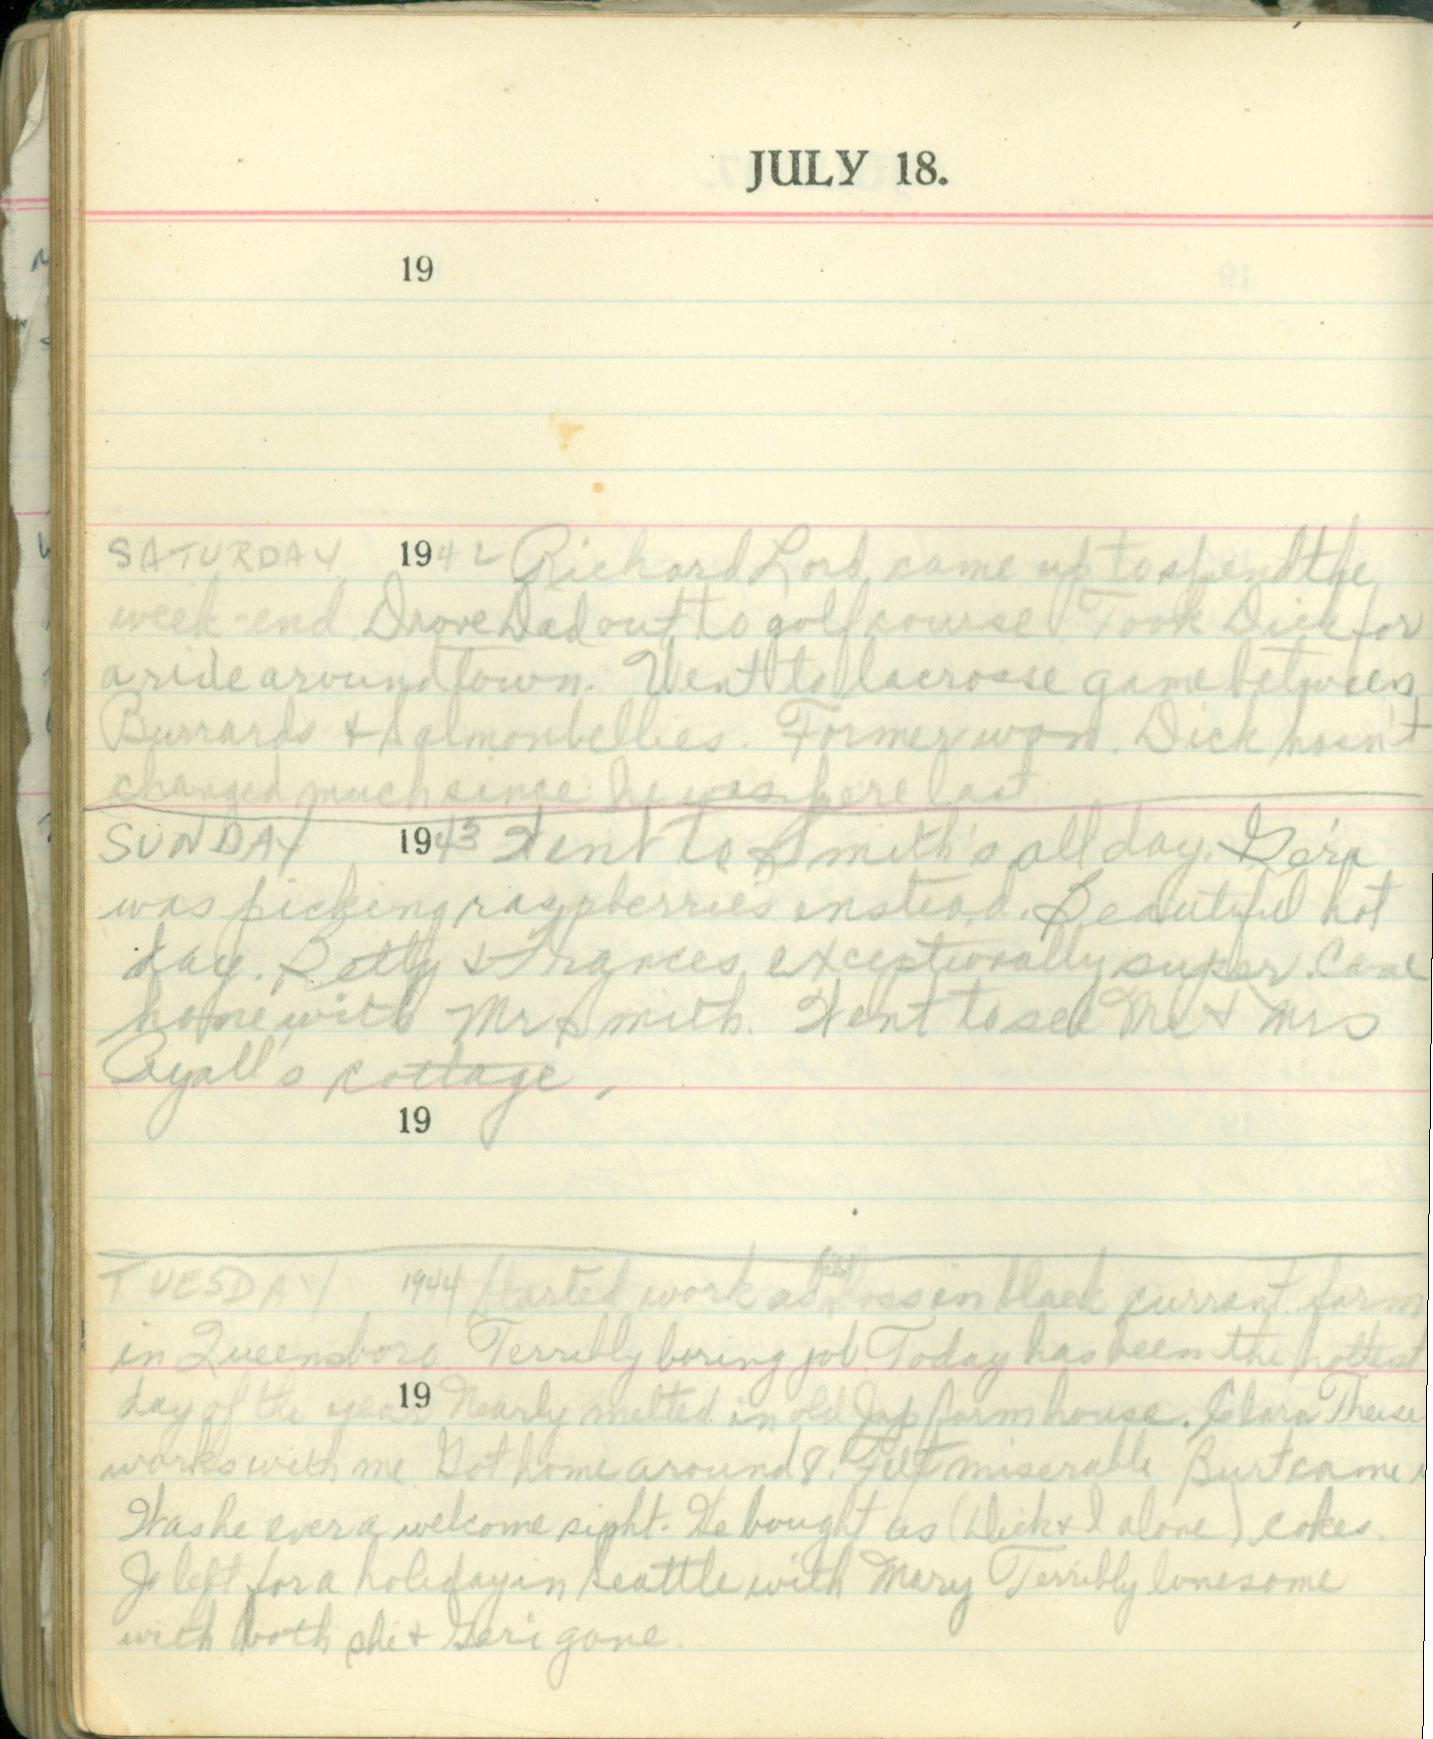 JULY 18.
19
SATURDAY 1942 Richard Lord came up to spend the
week-end. Drove Dad out to golf course. Took Dick for
a ride around town. Went to lacrosse game between
Burrards & Salmonbellies. Former won. Dick hasn't
changed much since he was here last
SUNDAY 1943 Went to Smith's all day. Geri
was picking raspberries instead. Beautiful hot
day. Betty & Frances exceptionally super. Came
home with Mr Smith. Went to see Mr & Mrs
cottage.
19
TUESDAY 1944 Started work as boss in black currant farm
in Queensboro. Terribly boring job. Today has been the hottest
day of the year. Nearly melted in old Jap farm house. Clara
19
works with me. Got home around 8. Felt miserable. Burt came
Was he ever a welcome sight. He bought us (Dick & I alone) cokes.
Jo left for a holiday in Seattle with Mary. Terribly lonesome
with both she & Geri gone.